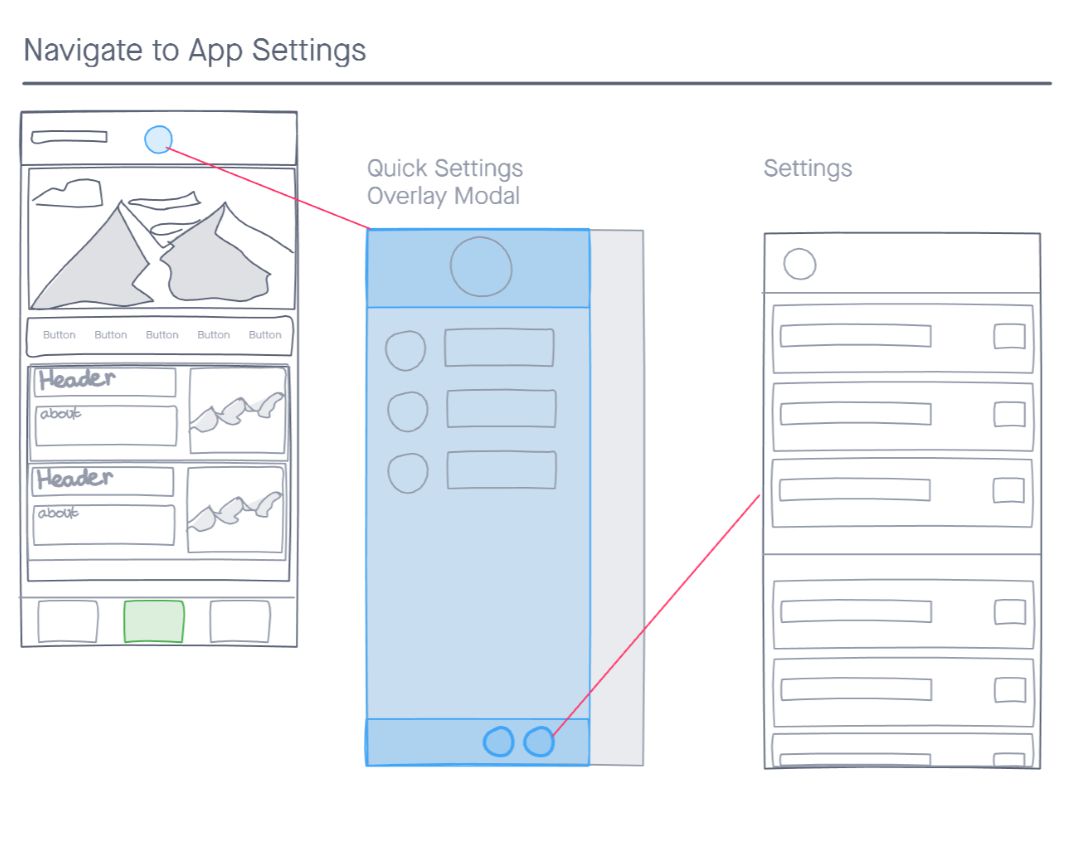 Navigate to App Settings
Quick Settings
Overlay Modal
Settings
Button Button Button Button Button
Header
about
Header
about